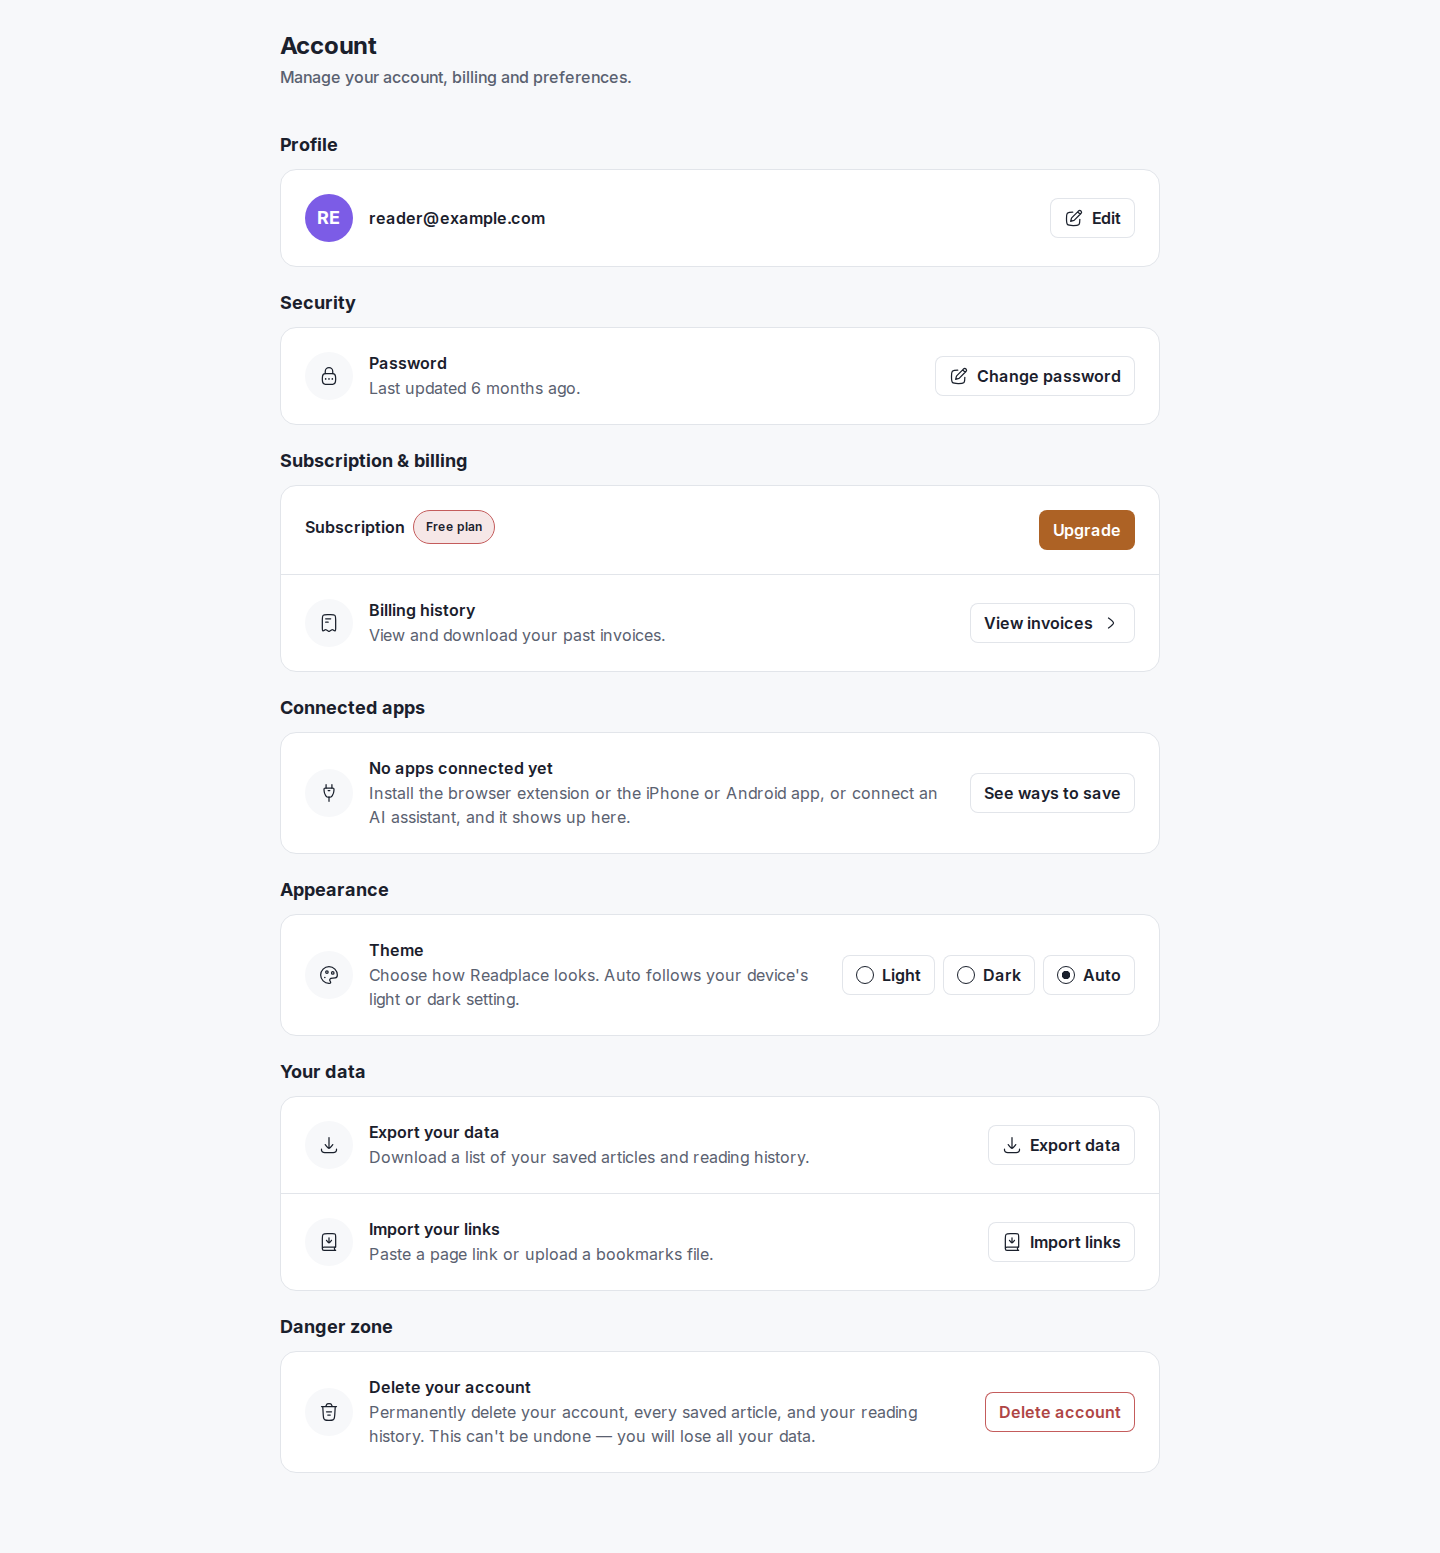 Account
Manage your account, billing and preferences.
Profile
RE
reader@example.com
Edit
Security
Password
Last updated 6 months ago.
Change password
Subscription & billing
Subscription
Free plan
Upgrade
Billing history
View and download your past invoices.
View invoices
Connected apps
No apps connected yet
Install the browser extension or the iPhone or Android app, or connect an
AI assistant, and it shows up here.
See ways to save
Appearance
Theme
Choose how Readplace looks. Auto follows your device's
light or dark setting.
Light
Dark
Auto
Your data
Export your data
Download a list of your saved articles and reading history.
Export data
Import your links
Paste a page link or upload a bookmarks file.
Import links
Danger zone
Delete your account
Permanently delete your account, every saved article, and your reading
history. This can't be undone — you will lose all your data.
Delete account